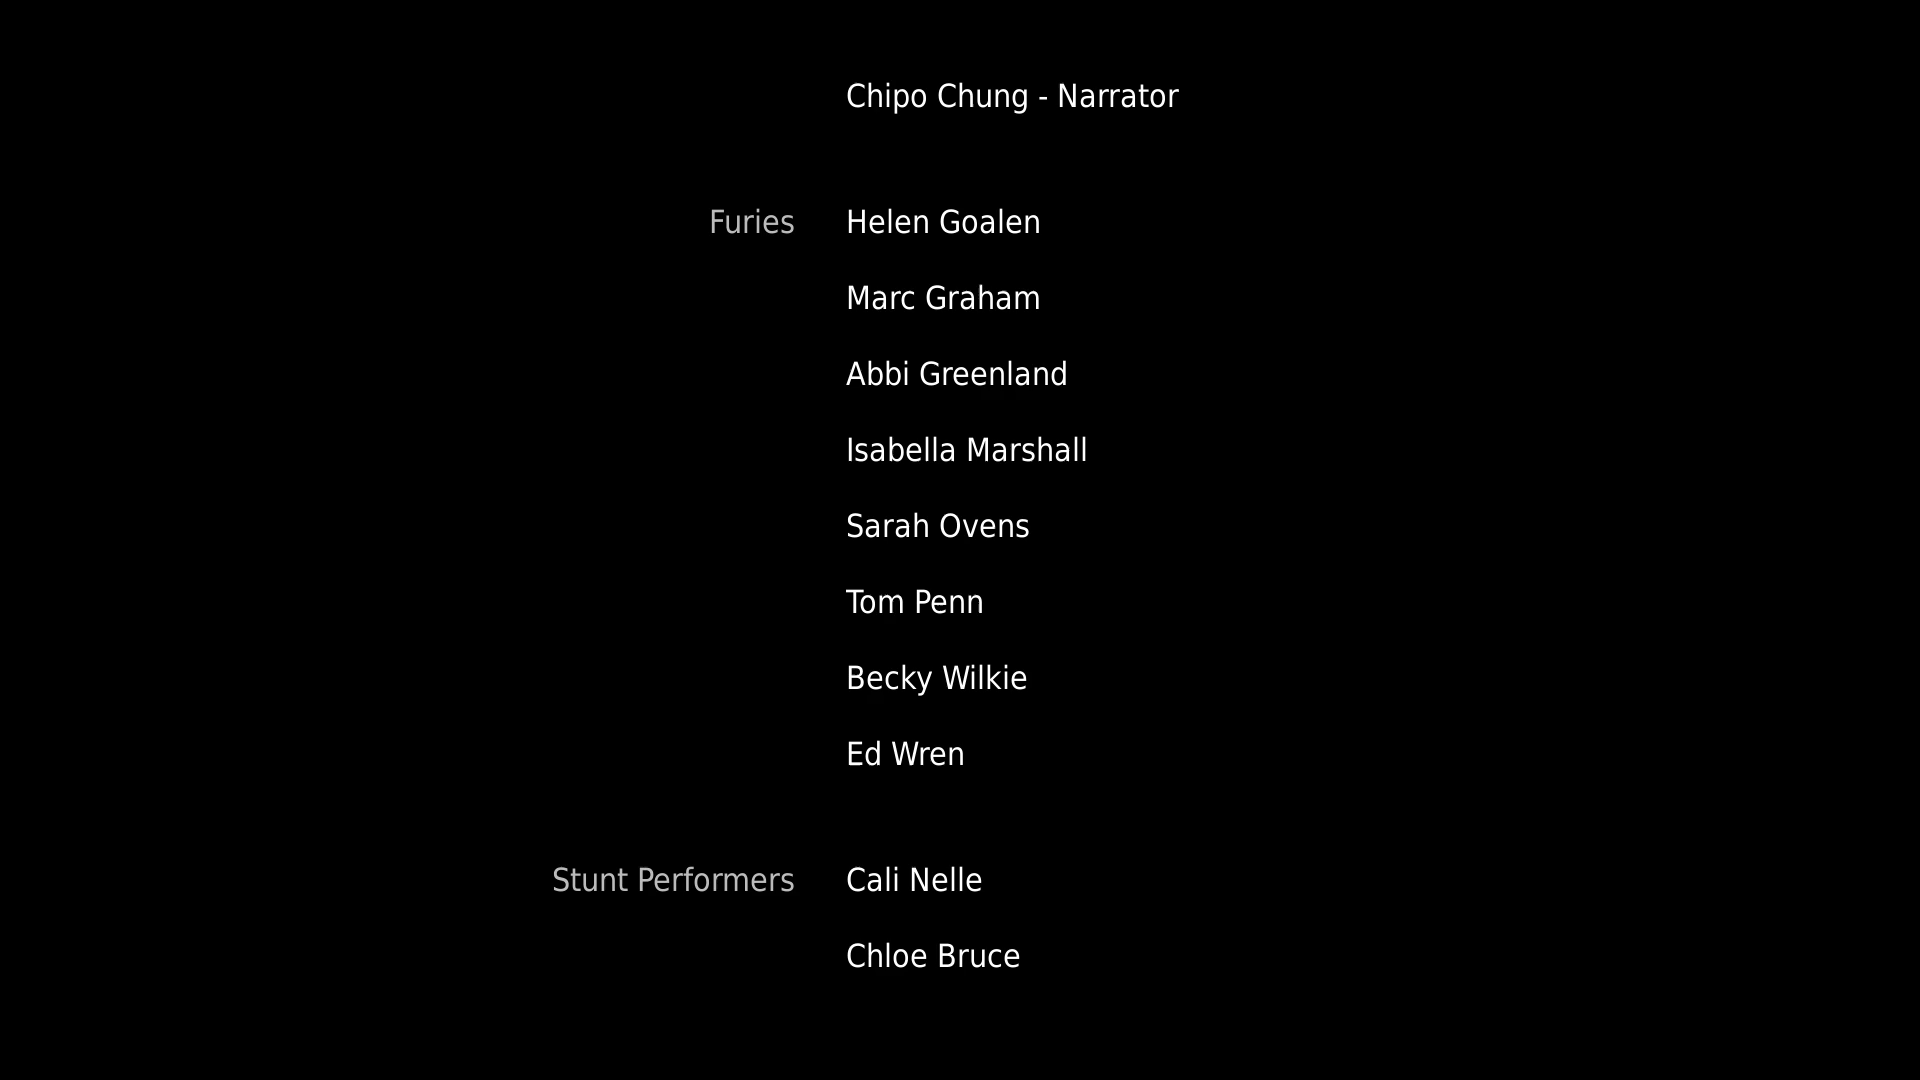 Chipo Chung - Narrator
Furies Helen Goalen
Marc Graham
Abbi Greenland
Isabella Marshall
Sarah Ovens
Tom Penn
Becky Wilkie
Ed Wren
Stunt Performers Cali Nelle
Chloe Bruce